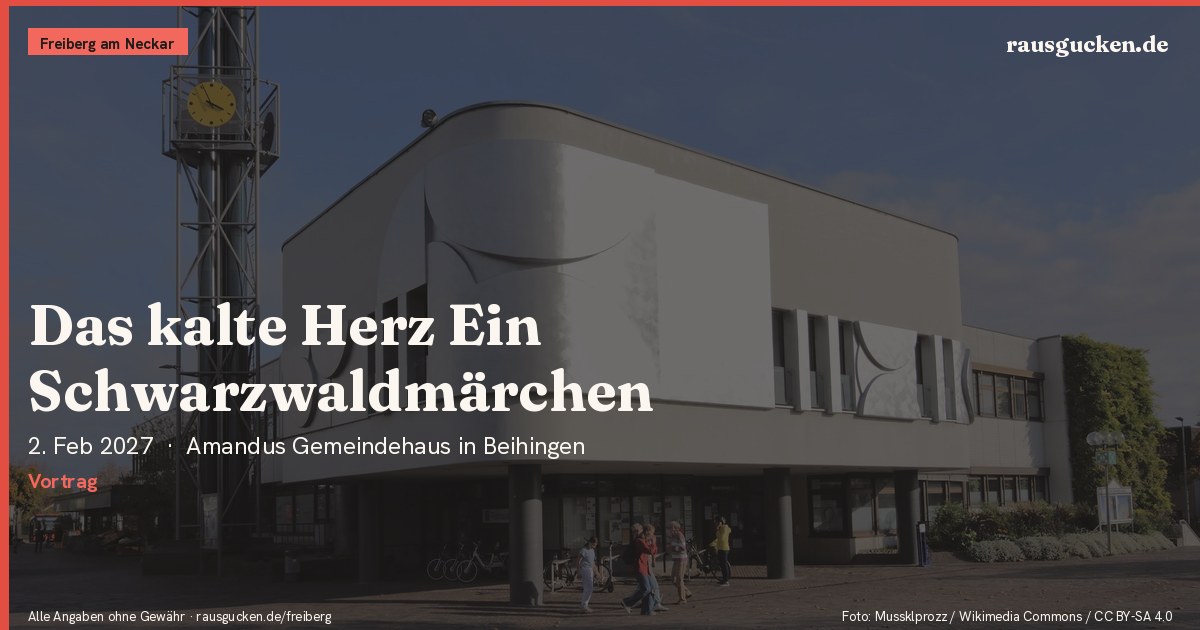 Freiberg am Neckar
rausgucken.de
Das kalte Herz Ein
Schwarzwaldmärchen
2. Feb 2027 · Amandus Gemeindehaus in Beihingen
Vortrag
Alle Angaben ohne Gewähr · rausgucken.de/freiberg
Foto: Mussklprozz / Wikimedia Commons / CC BY-SA 4.0